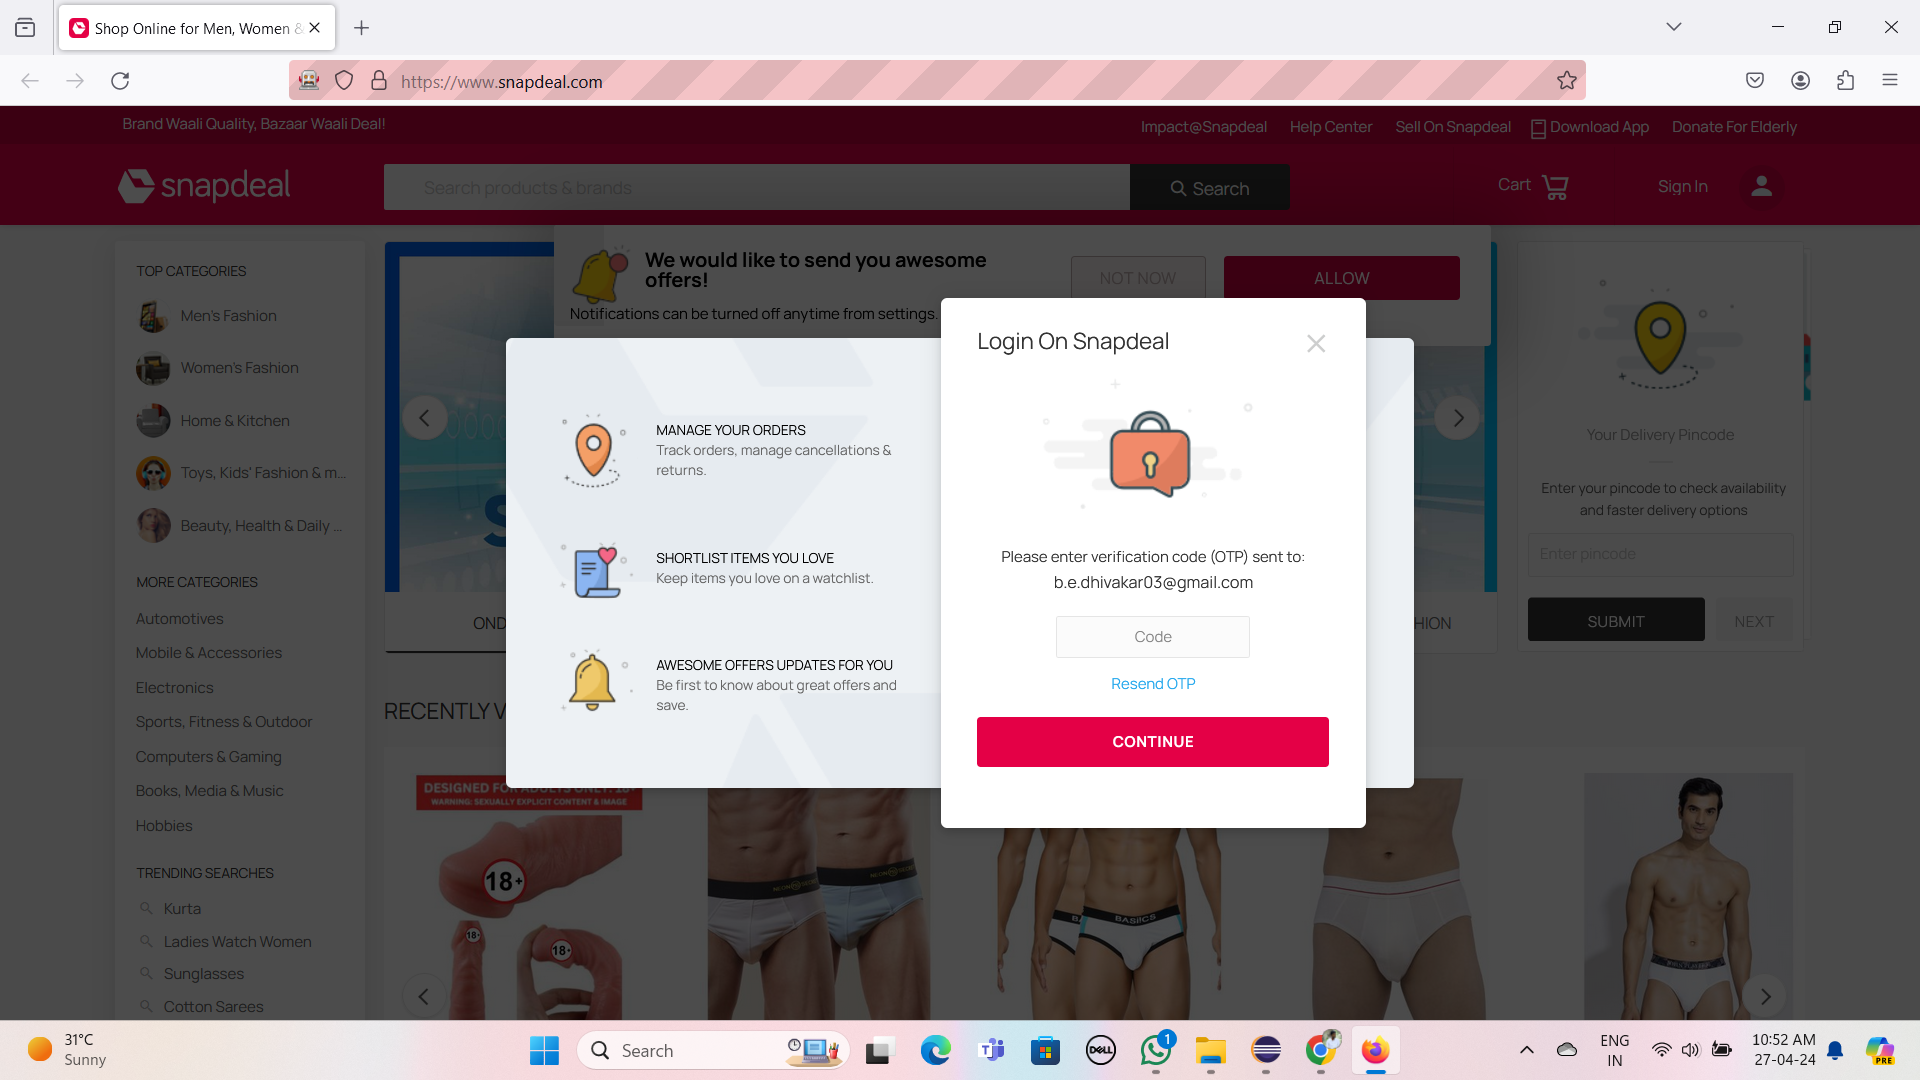 Shop Online for Men, Women &
https://www.snapdeal.com
Brand Waali Quality, Bazaar Waali Deal!
Impact@Snapdeal
Help Center
Sell On Snapdeal
Download App
Donate For Elderly
snapdeal
Search products & brands
Search
Cart
Sign In
We would like to send you awesome
offers!
NOT NOW
ALLOW
Notifications can be turned off anytime from settings.
TOP CATEGORIES
Men's Fashion
Women's Fashion
Home & Kitchen
Toys, Kids' Fashion & m...
Beauty, Health & Daily ...
MORE CATEGORIES
Automotives
Mobile & Accessories
Electronics
Sports, Fitness & Outdoor
Computers & Gaming
Books, Media & Music
Hobbies
TRENDING SEARCHES
Kurta
Ladies Watch Women
Sunglasses
Cotton Sarees
MANAGE YOUR ORDERS
Track orders, manage cancellations &
returns.
SHORTLIST ITEMS YOU LOVE
Keep items you love on a watchlist.
AWESOME OFFERS UPDATES FOR YOU
Be first to know about great offers and
save.
Login On Snapdeal
Please enter verification code (OTP) sent to:
b.e.dhivakar03@gmail.com
Code
Resend OTP
CONTINUE
Your Delivery Pincode
Enter your pincode to check availability
and faster delivery options
Enter pincode
SUBMIT
NEXT
OND
HION
RECENTLY V
DESIGNED FOR ADULTS ONLY: 18+
WARNING: SEXUALLY EXPLICIT CONTENT & IMAGE
18+
18+
18+
BASIICS
31°C
Sunny
Search
DELL
1
ENG
IN
10:52 AM
27-04-24
PRE